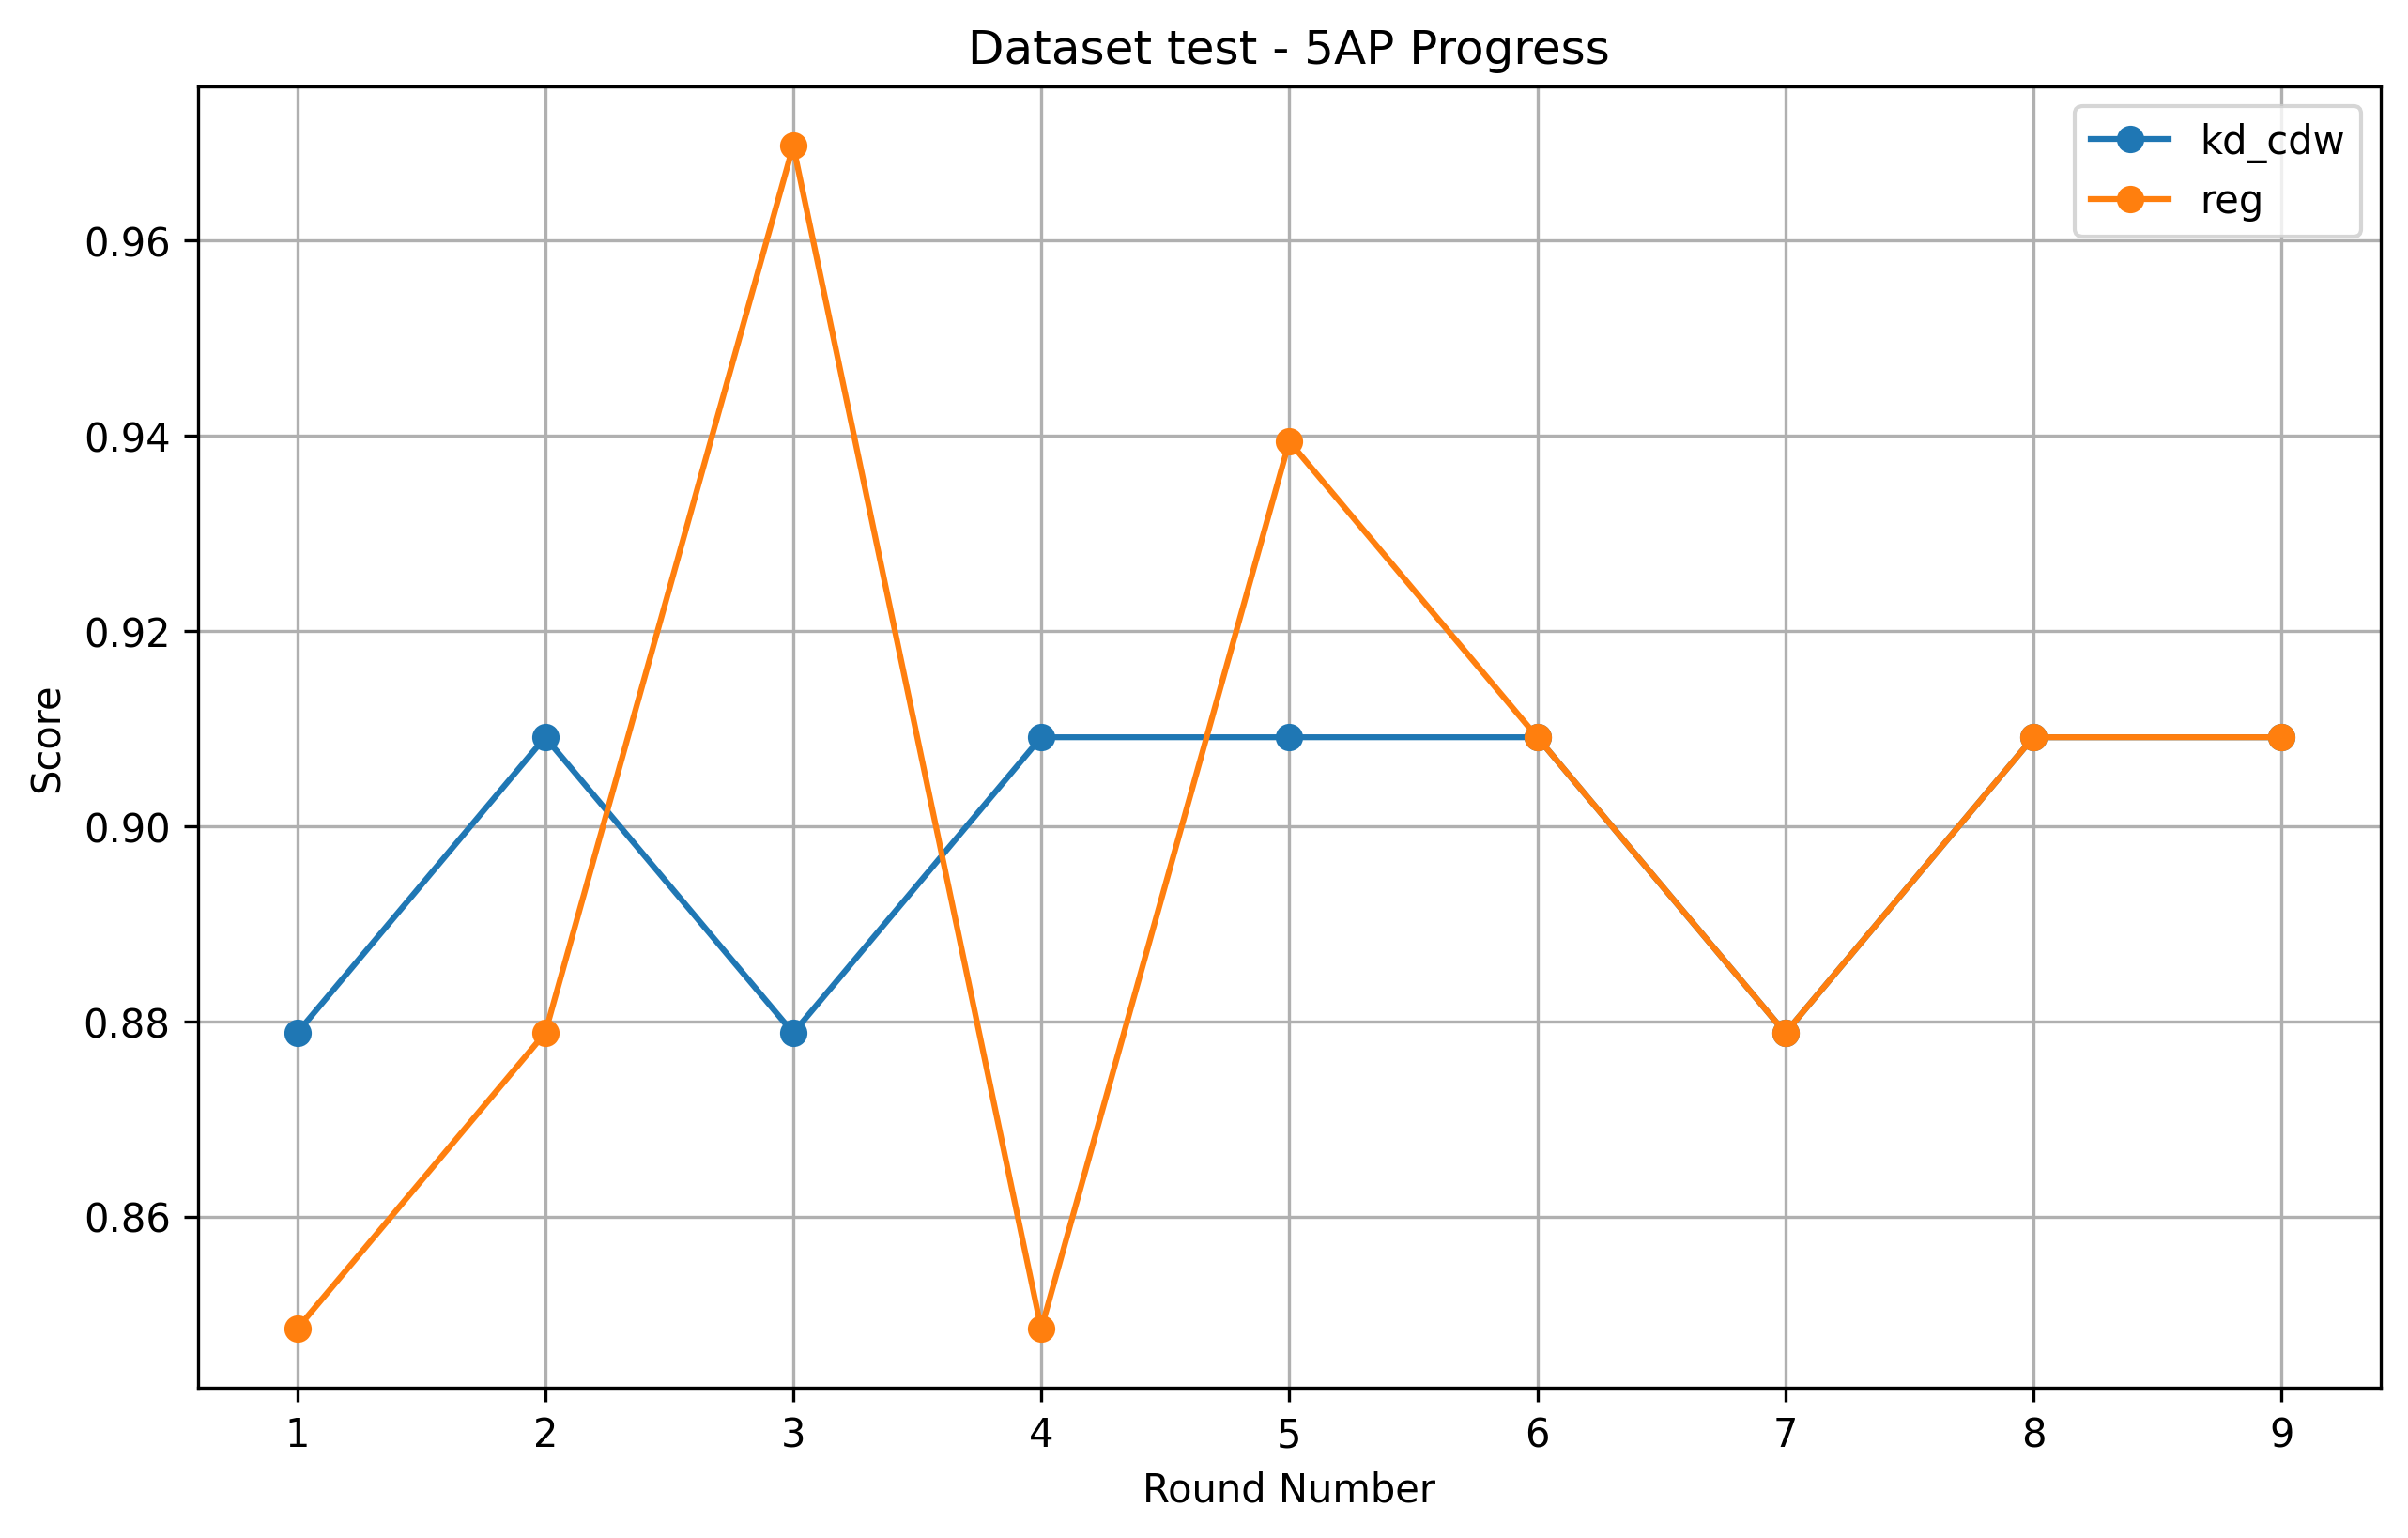 Dataset test - 5AP Progress
kd_cdw
reg
0.96
0.94
0.92
0.90
0.88
0.86
Score
1 2 3 4 5 6 7 8 9
Round Number